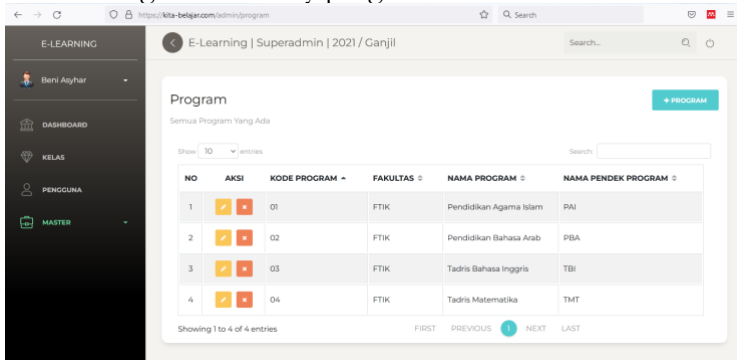 https://kita-belajar.com/admin/program
Search
E-LEARNING
E-Learning | Superadmin | 2021 / Ganjil
Search...
Beni Asyhar
DASHBOARD
KELAS
PENGGUNA
MASTER
Program
+ PROGRAM
Semua Program Yang Ada
Show 10 entries
Search:
NO AKSI KODE PROGRAM FAKULTAS NAMA PROGRAM NAMA PENDEK PROGRAM
1 01 FTIK Pendidikan Agama Islam PAI
2 02 FTIK Pendidikan Bahasa Arab PBA
3 03 FTIK Tadris Bahasa Inggris TBI
4 04 FTIK Tadris Matematika TMT
Showing 1 to 4 of 4 entries
FIRST PREVIOUS 1 NEXT LAST